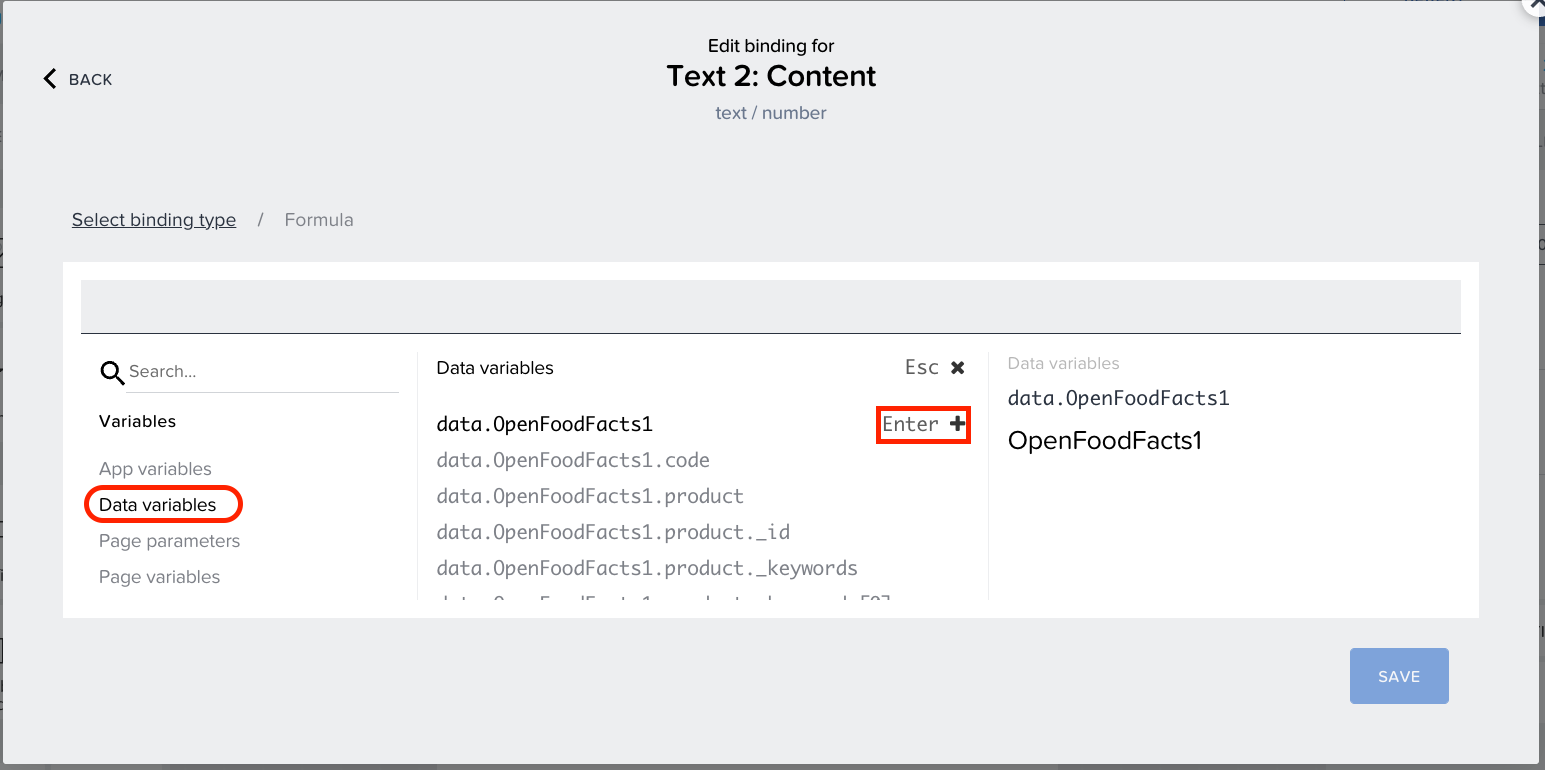 Edit binding for
BACK
Text 2: Content
text / number
Select binding type / Formula
Search...
Variables
App variables
Data variables
Page parameters
Page variables
Data variables
Esc ✖
data.OpenFoodFacts1
Enter +
data.OpenFoodFacts1.code
data.OpenFoodFacts1.product
data.OpenFoodFacts1.product._id
data.OpenFoodFacts1.product._keywords
Data variables
data.OpenFoodFacts1
OpenFoodFacts1
SAVE